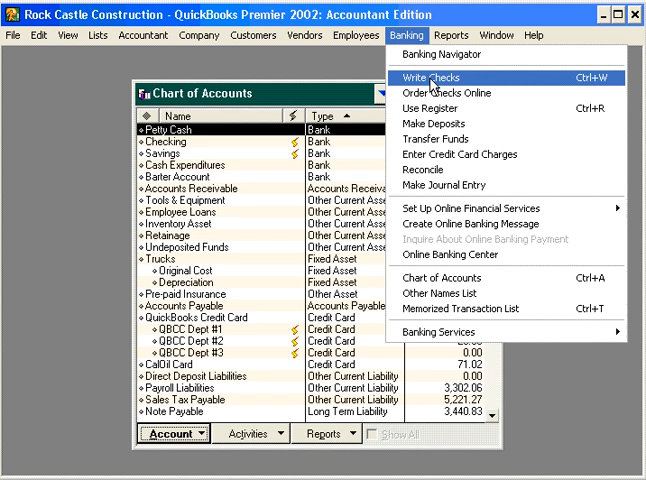 Rock Castle Construction - QuickBooks Premier 2002: Accountant Edition
File Edit View Lists Accountant Company Customers Vendors Employees Banking Reports Window Help
Banking Navigator
Write Checks Ctrl+W
Order Checks Online
Use Register Ctrl+R
Make Deposits
Transfer Funds
Enter Credit Card Charges
Reconcile
Make Journal Entry
Set Up Online Financial Services
Create Online Banking Message
Inquire About Online Banking Payment
Online Banking Center
Chart of Accounts Ctrl+A
Other Names List
Memorized Transaction List Ctrl+T
Banking Services
Chart of Accounts
Name Type
Petty Cash Bank
Checking Bank
Savings Bank
Cash Expenditures Bank
Barter Account Bank
Accounts Receivable Accounts Receiva
Tools & Equipment Other Current Asse
Employee Loans Other Current Asse
Inventory Asset Other Current Asse
Retainage Other Current Asse
Undeposited Funds Other Current Asse
Trucks Fixed Asset
Original Cost Fixed Asset
Depreciation Fixed Asset
Pre-paid Insurance Other Asset
Accounts Payable Accounts Payable
QuickBooks Credit Card Credit Card
QBCC Dept #1 Credit Card
QBCC Dept #2 Credit Card
QBCC Dept #3 Credit Card 0.00
CalOil Card Credit Card 71.02
Direct Deposit Liabilities Other Current Liability 0.00
Payroll Liabilities Other Current Liability 3,302.06
Sales Tax Payable Other Current Liability 5,221.27
Note Payable Long Term Liability 3,440.83
Account Activities Reports Show All